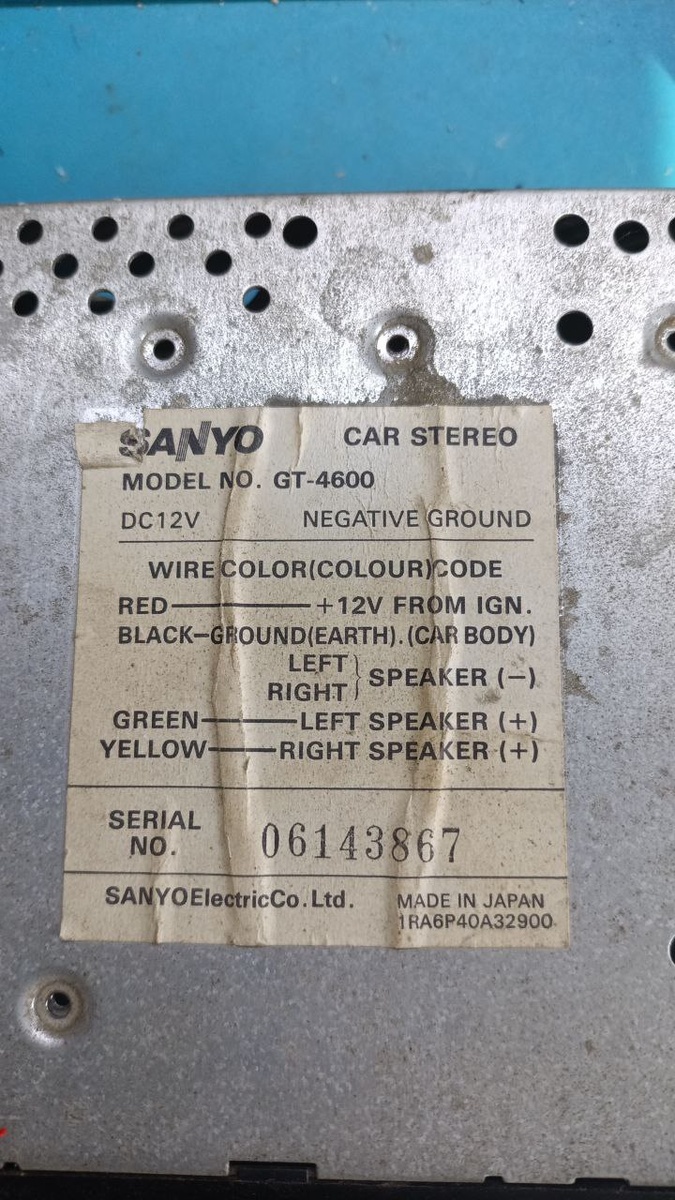 SANYO CAR STEREO
MODEL NO. GT-4600
DC12V NEGATIVE GROUND
WIRE COLOR(COLOUR)CODE
RED—+12V FROM IGN.
BLACK—GROUND(EARTH).(CAR BODY)
LEFT
RIGHT } SPEAKER (—)
GREEN—LEFT SPEAKER (+)
YELLOW—RIGHT SPEAKER (+)
SERIAL NO. 06143867
SANYOElectricCo.Ltd. MADE IN JAPAN
1RA6P40A32900